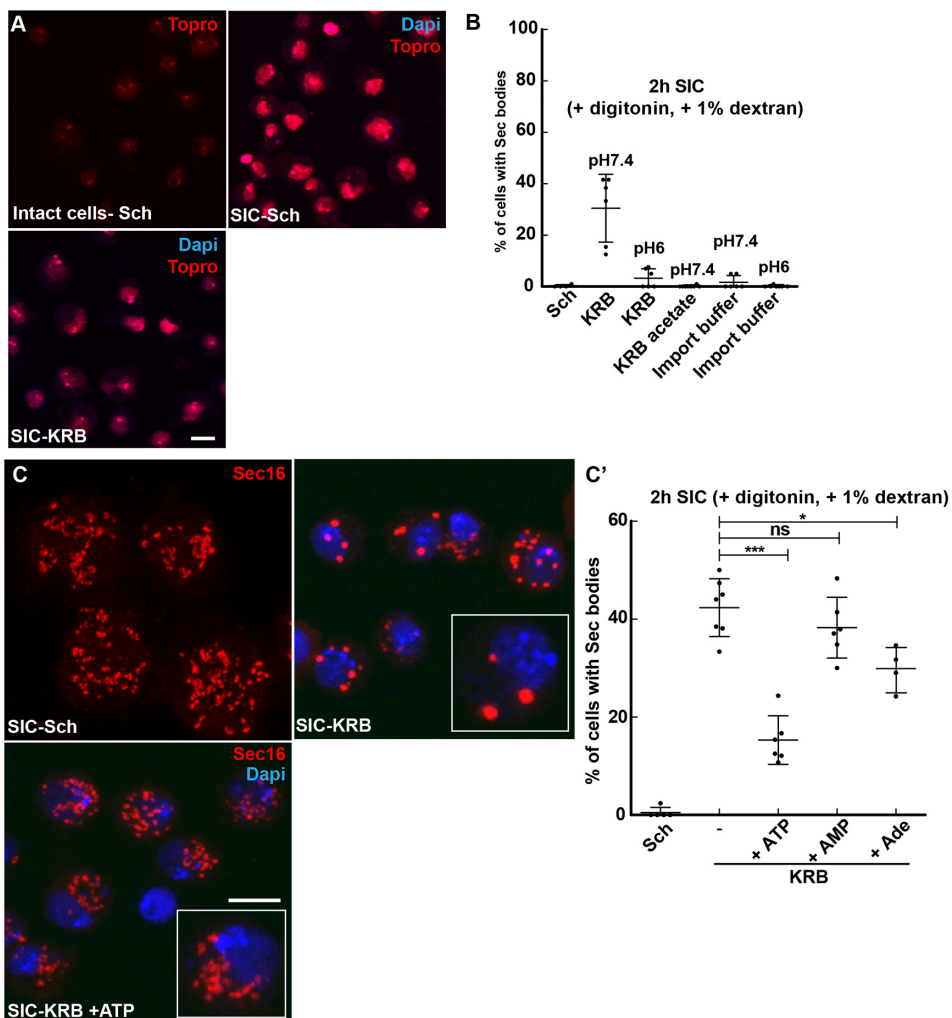 A
Topro
Intact cells- Sch
Dapi
Topro
SIC-Sch
Dapi
Topro
SIC-KRB
B
% of cells with Sec bodies
100
80
60
40
20
0
2h SIC
(+ digitonin, + 1% dextran)
pH7.4
pH6
pH7.4
pH7.4
pH6
Sch
KRB
KRB
KRB acetate
Import buffer
Import buffer
C
Sec16
SIC-Sch
SIC-KRB
Sec16
Dapi
SIC-KRB +ATP
C’
2h SIC (+ digitonin, + 1% dextran)
% of cells with Sec bodies
60
40
20
0
*
ns
***
Sch
-
+ ATP
+ AMP
+ Ade
KRB